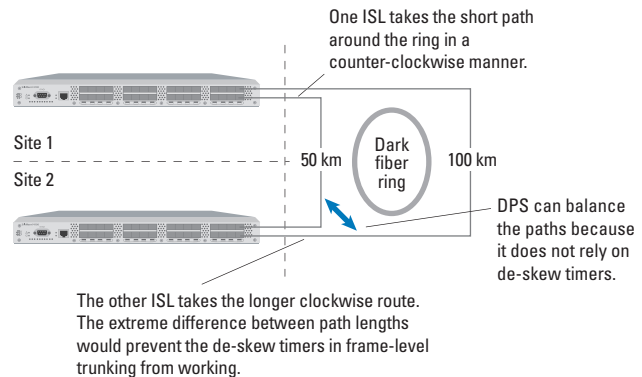 One ISL takes the short path
around the ring in a
counter-clockwise manner.
Site 1
Site 2
50 km
Dark
fiber
ring
100 km
DPS can balance
the paths because
it does not rely on
de-skew timers.
The other ISL takes the longer clockwise route.
The extreme difference between path lengths
would prevent the de-skew timers in frame-level
trunking from working.